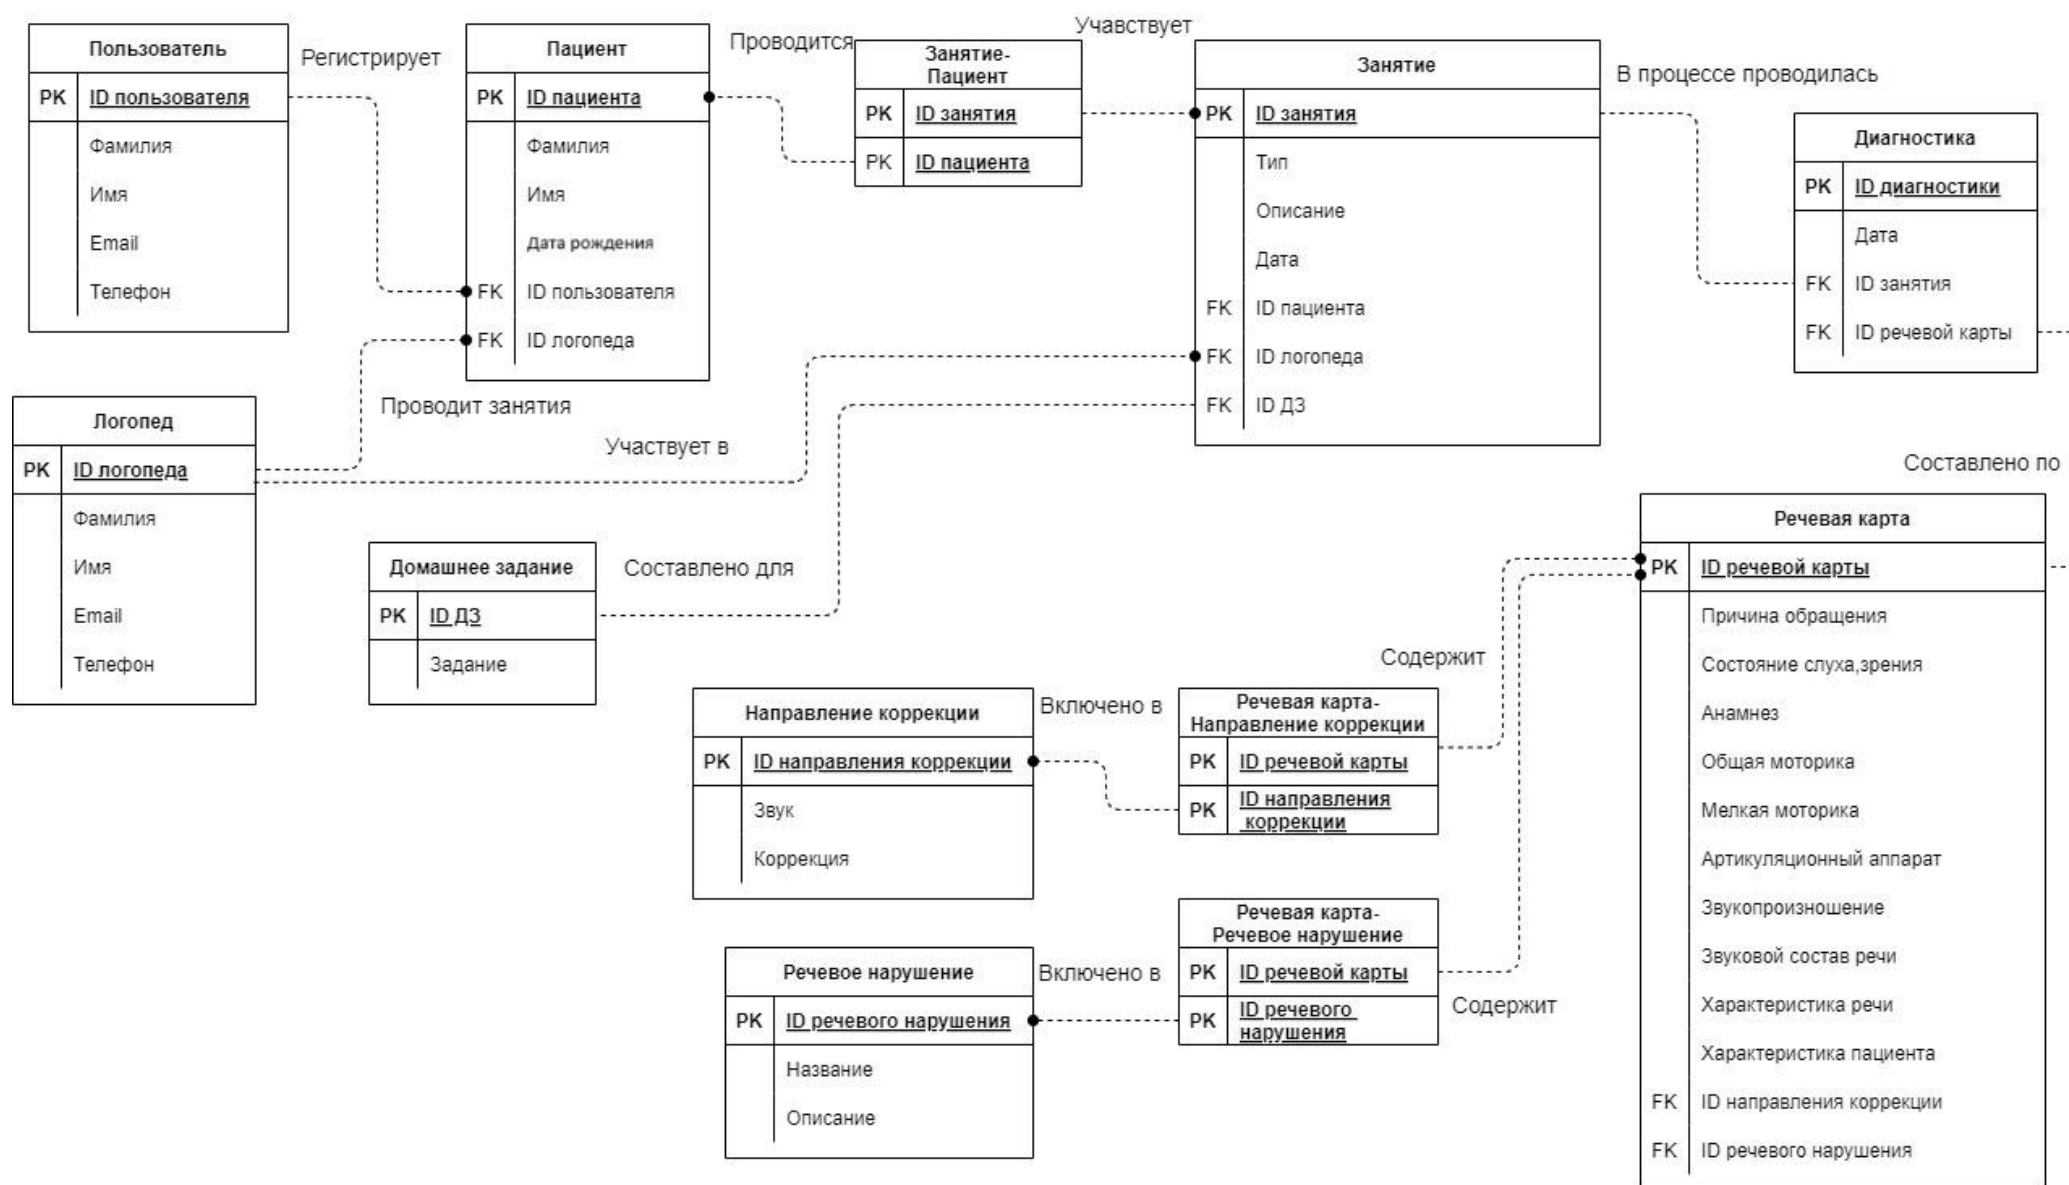 Пользователь
PK ID пользователя
Фамилия
Имя
Email
Телефон
Регистрирует
Пациент
PK ID пациента
Фамилия
Имя
Дата рождения
FK ID пользователя
FK ID логопеда
Проводится
Занятие-
Пациент
PK ID занятия
PK ID пациента
Учавствует
Занятие
PK ID занятия
Тип
Описание
Дата
FK ID пациента
FK ID логопеда
FK ID ДЗ
В процессе проводилась
Диагностика
PK ID диагностики
Дата
FK ID занятия
FK ID речевой карты
Логопед
PK ID логопеда
Фамилия
Имя
Email
Телефон
Проводит занятия
Участвует в
Домашнее задание
PK ID ДЗ
Задание
Составлено для
Составлено по
Направление коррекции
PK ID направления коррекции
Звук
Коррекция
Включено в
Речевая карта-
Направление коррекции
PK ID речевой карты
PK ID направления
коррекции
Содержит
Речевое нарушение
PK ID речевого нарушения
Название
Описание
Включено в
Речевая карта-
Речевое нарушение
PK ID речевой карты
PK ID речевого
нарушения
Содержит
Речевая карта
PK ID речевой карты
Причина обращения
Состояние слуха,зрения
Анамнез
Общая моторика
Мелкая моторика
Артикуляционный аппарат
Звукопроизношение
Звуковой состав речи
Характеристика речи
Характеристика пациента
FK ID направления коррекции
FK ID речевого нарушения